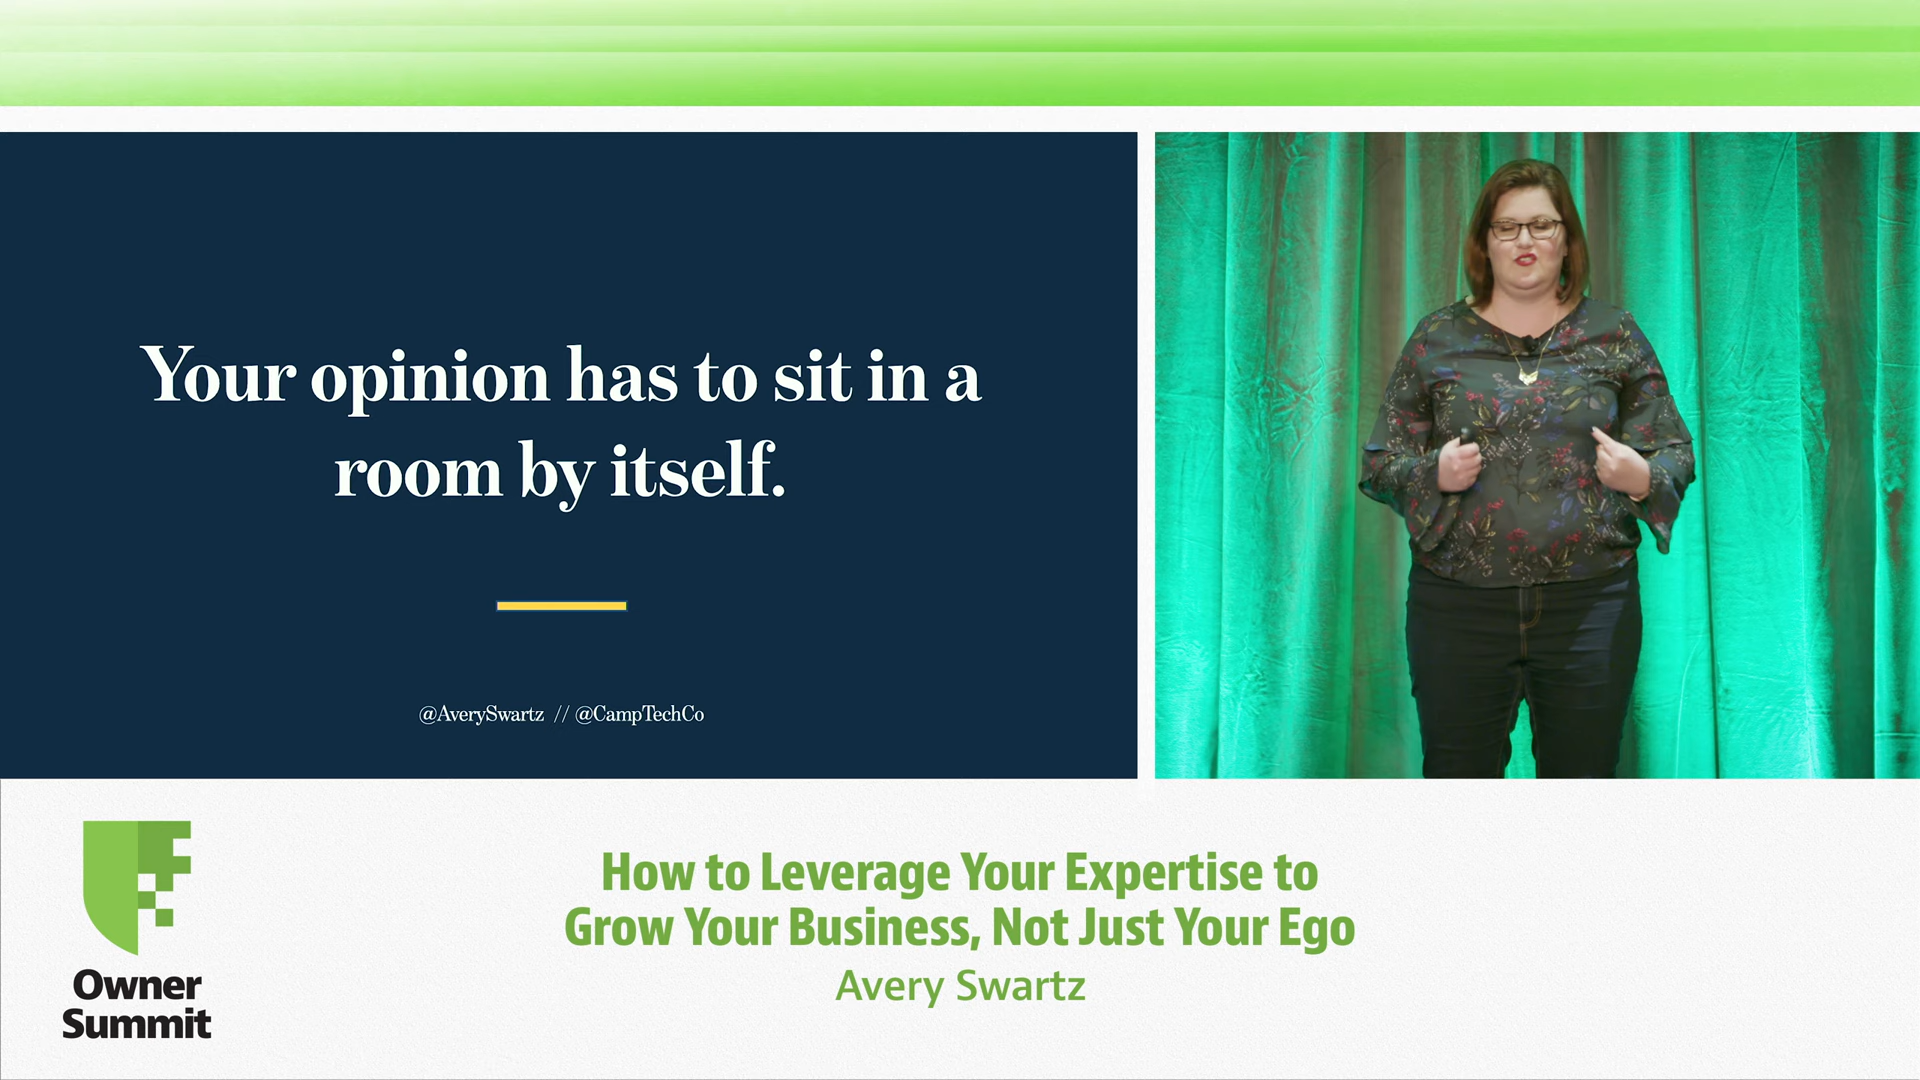 Your opinion has to sit in a
room by itself.
@AverySwartz // @CampTechCo
How to Leverage Your Expertise to
Grow Your Business, Not Just Your Ego
Avery Swartz
Owner
Summit